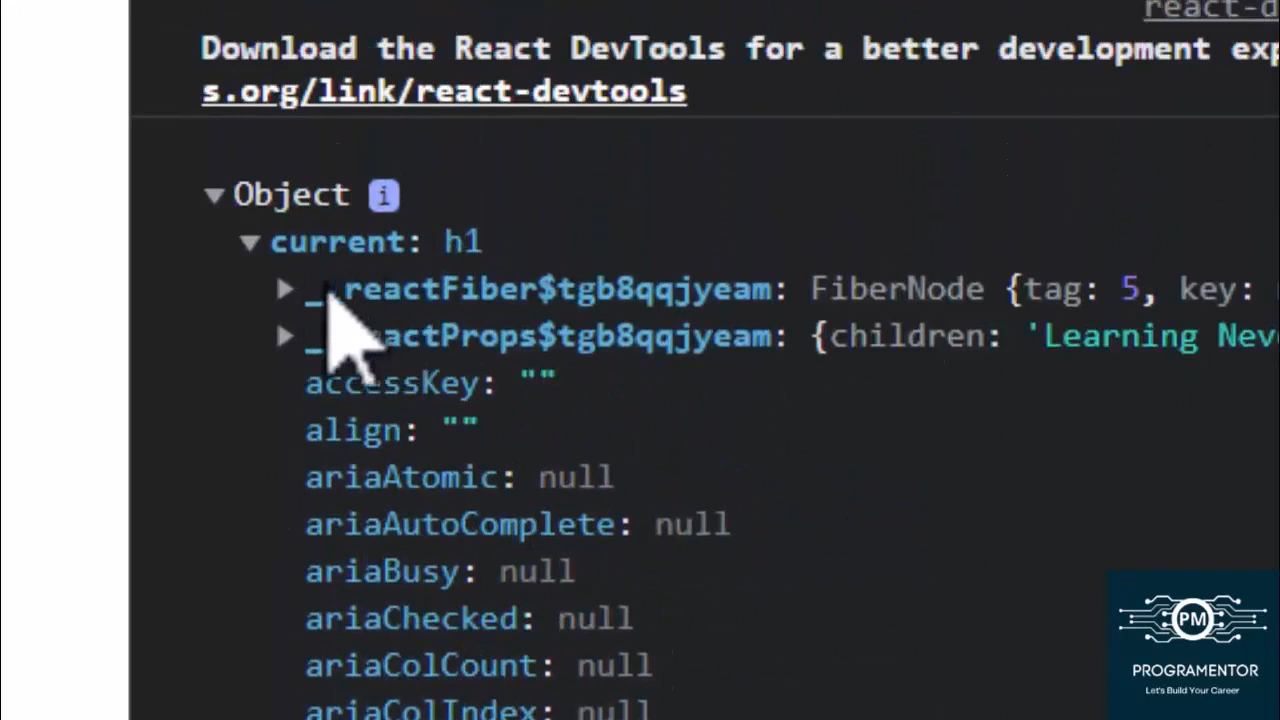 react-d
Download the React DevTools for a better development exp
s.org/link/react-devtools
Object i
current: h1
reactFiber$tgb8qqjyeam: FiberNode {tag: 5, key:
actProps$tgb8qqjyeam: {children: 'Learning Nev
accessKey: ""
align: ""
ariaAtomic: null
ariaAutoComplete: null
ariaBusy: null
ariaChecked: null
ariaColCount: null
ariaColIndex: null
PM
PROGRAMENTOR
Let's Build Your Career